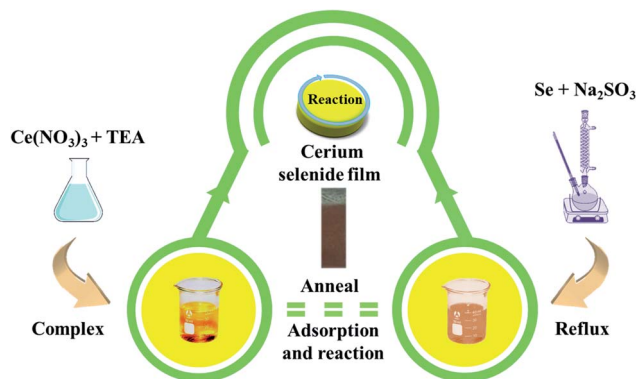 Reaction
Cerium
selenide film
Ce(NO₃)₃ + TEA
Se + Na₂SO₃
Anneal
Complex
Adsorption
and reaction
Reflux